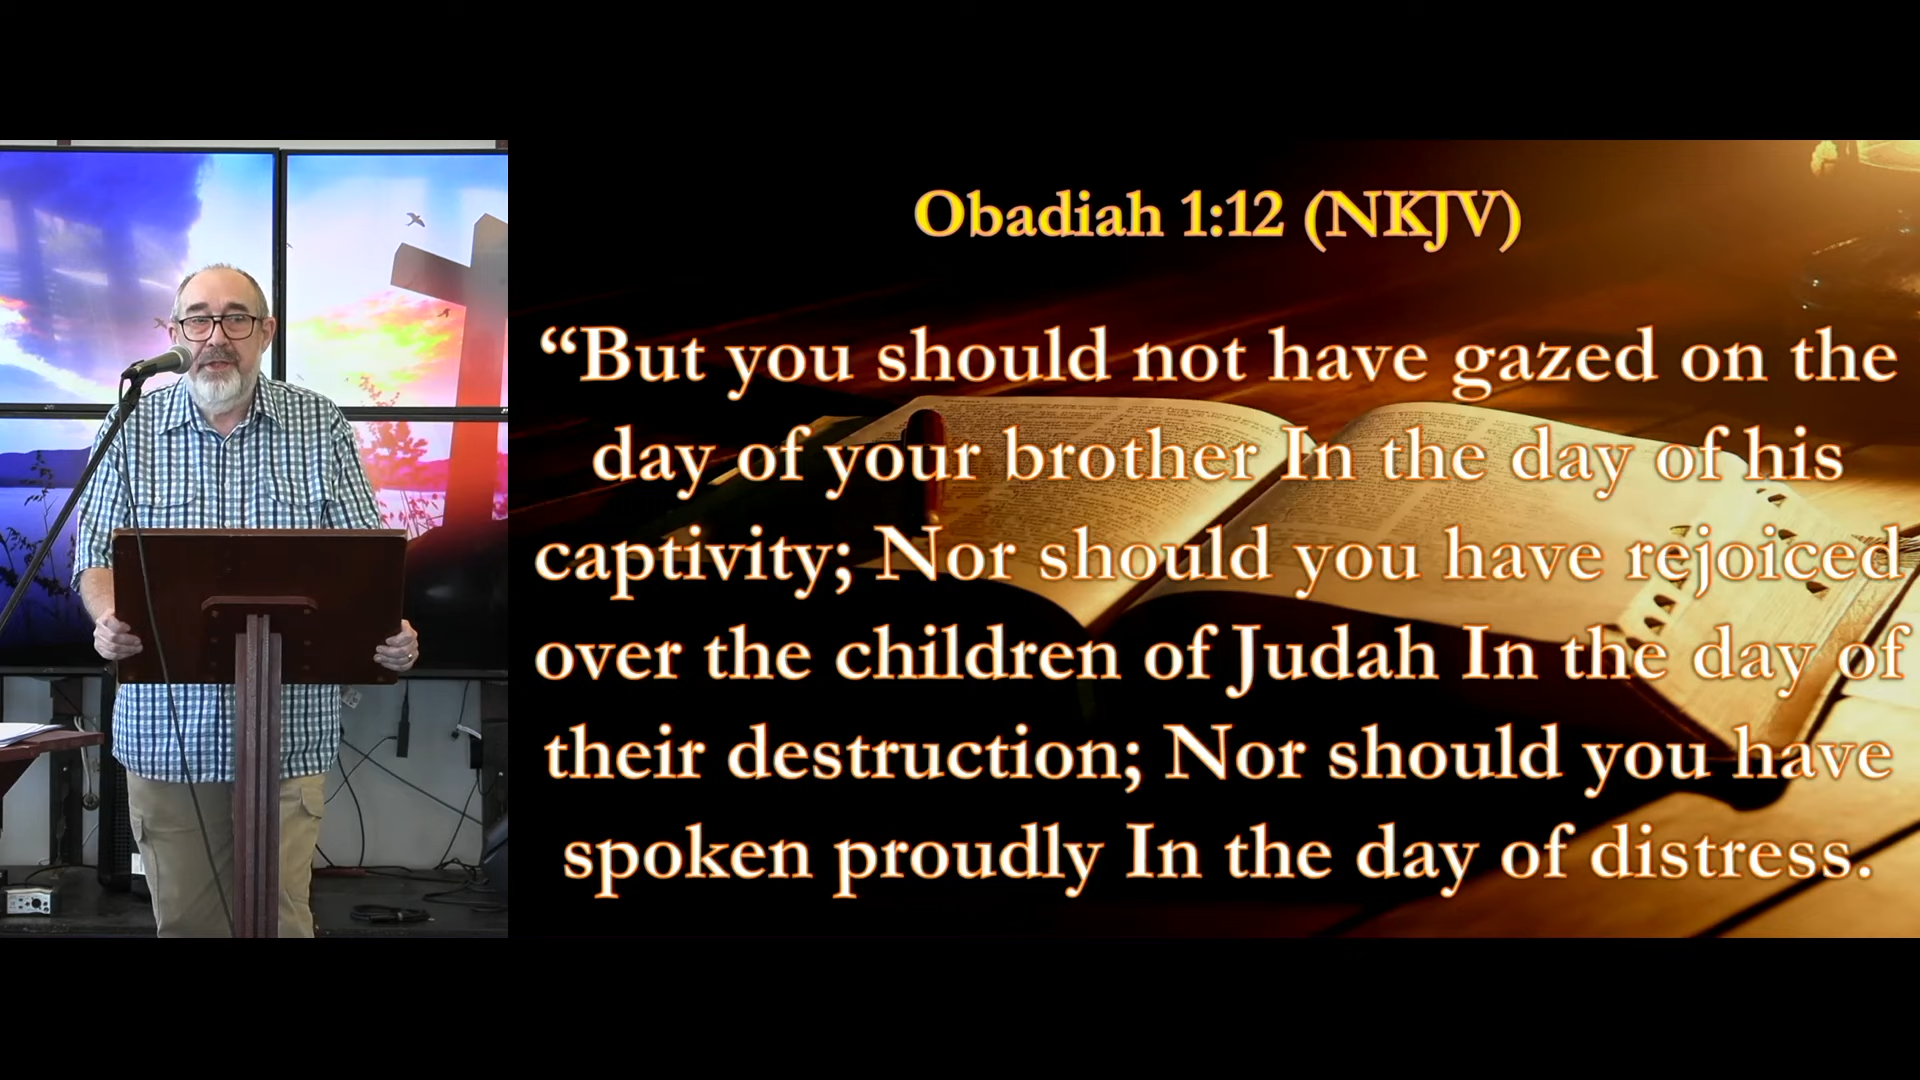 Obadiah 1:12 (NKJV)
“But you should not have gazed on the
day of your brother In the day of his
captivity; Nor should you have rejoiced
over the children of Judah In the day of
their destruction; Nor should you have
spoken proudly In the day of distress.